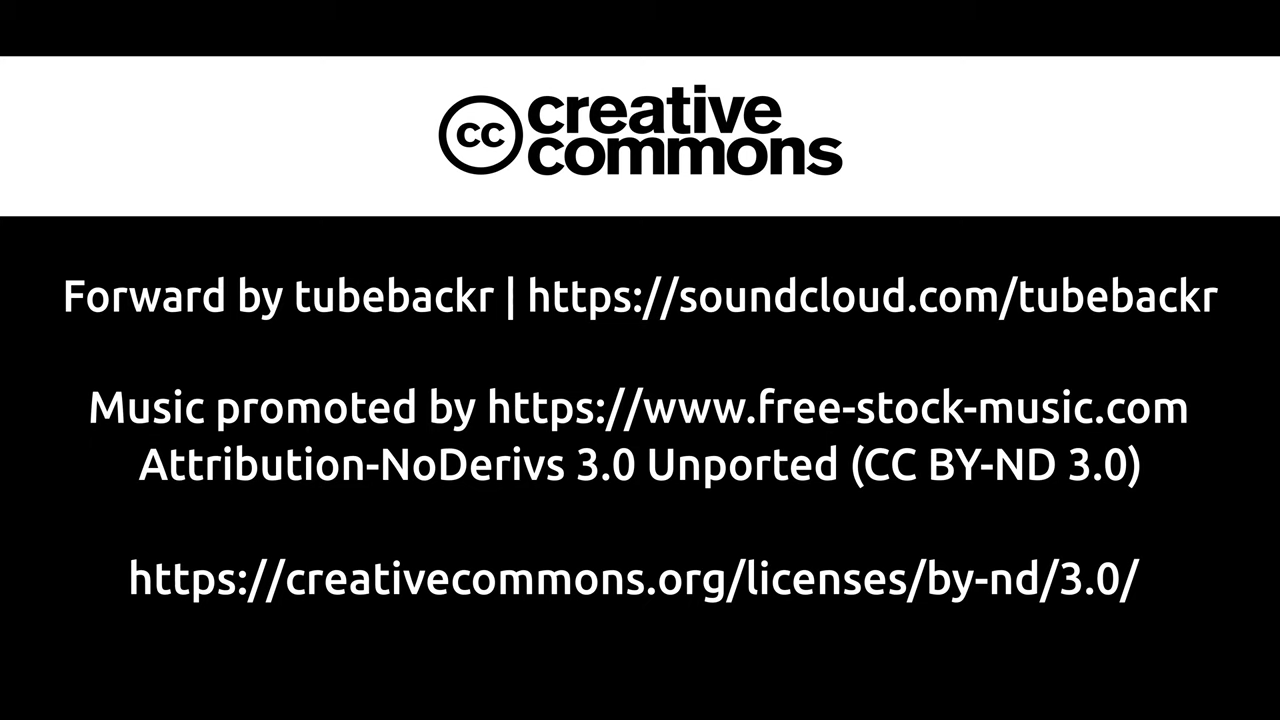 cc creative
commons
Forward by tubebackr | https://soundcloud.com/tubebackr
Music promoted by https://www.free-stock-music.com
Attribution-NoDerivs 3.0 Unported (CC BY-ND 3.0)
https://creativecommons.org/licenses/by-nd/3.0/